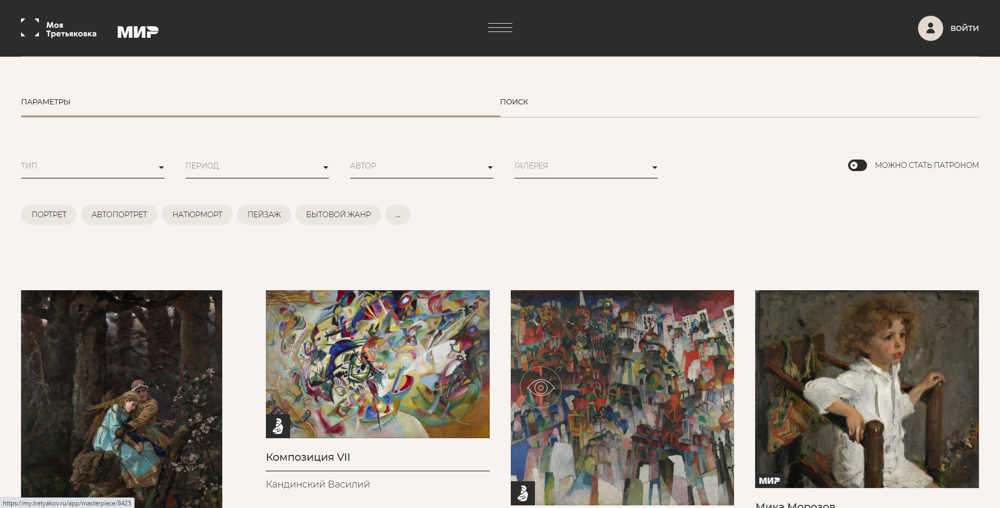 Моя
Третьяковка
МИР
ВОЙТИ
ПАРАМЕТРЫ
ПОИСК
ТИП
ПЕРИОД
АВТОР
ГАЛЕРЕЯ
МОЖНО СТАТЬ ПАТРОНОМ
ПОРТРЕТ
АВТОПОРТРЕТ
НАТЮРМОРТ
ПЕЙЗАЖ
БЫТОВОЙ ЖАНР
...
МИР
Композиция VII
Кандинский Василий
Мика Морозов
https://my.tretyakov.ru/app/masterpiece/8425